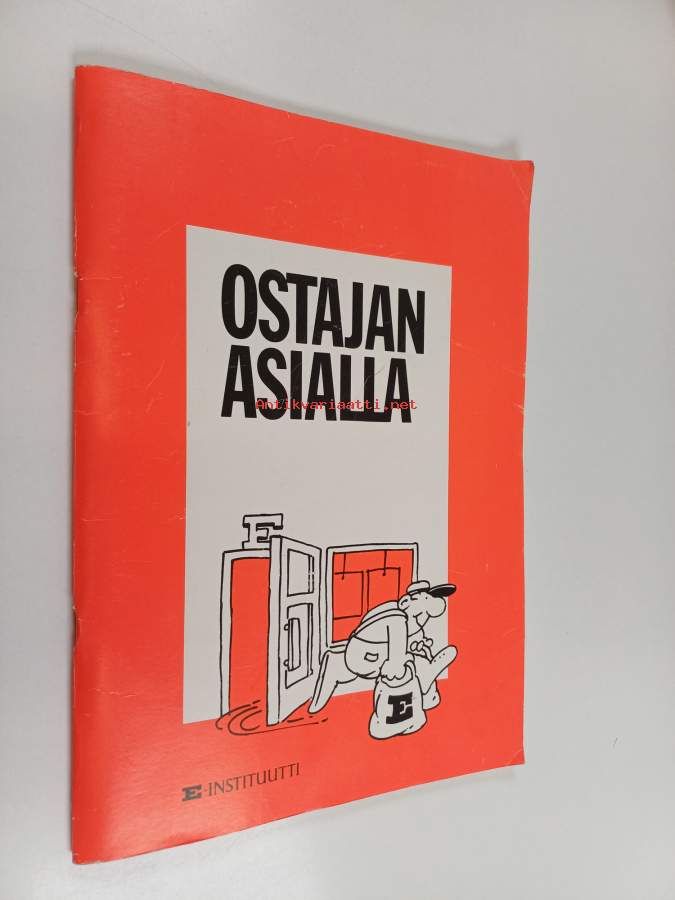 OSTAJAN
ASIALLA
Antikvariaatti.net
E
E
E-INSTITUUTTI